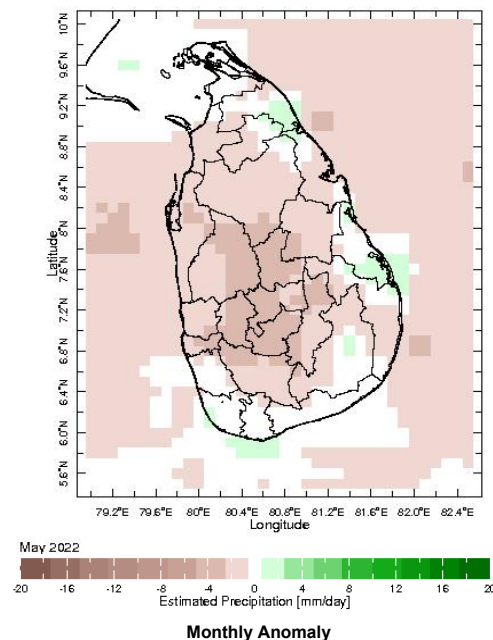 10°N
9.6°N
9.2°N
8.8°N
8.4°N
8°N
7.6°N
7.2°N
6.8°N
6.4°N
6.0°N
5.6°N
Latitude
79.2°E 79.6°E 80°E 80.4°E 80.8°E 81.2°E 81.6°E 82.0°E 82.4°E
Longitude
May 2022
-20 -16 -12 -8 -4 0 4 8 12 16 20
Estimated Precipitation [mm/day]
Monthly Anomaly